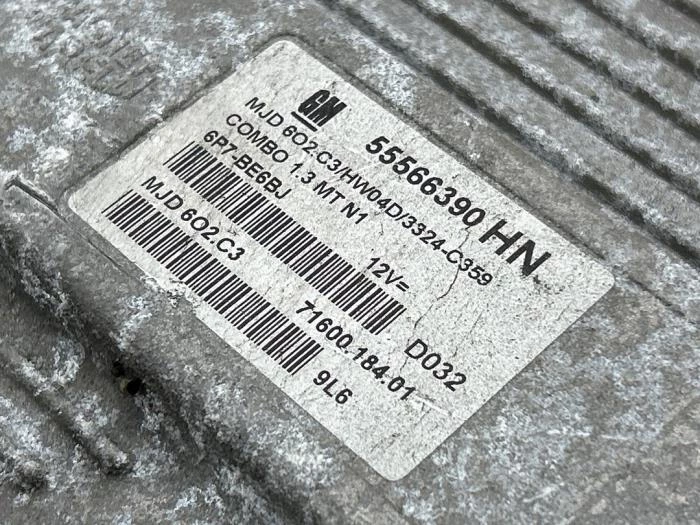 GM
55566390 HN
MJD 6O2.C3/HW04D/3324-C359
COMBO 1.3 MT N1
6P7-BE6BJ
12V=
D032
MJD 6O2.C3
71600.184.01
9L6